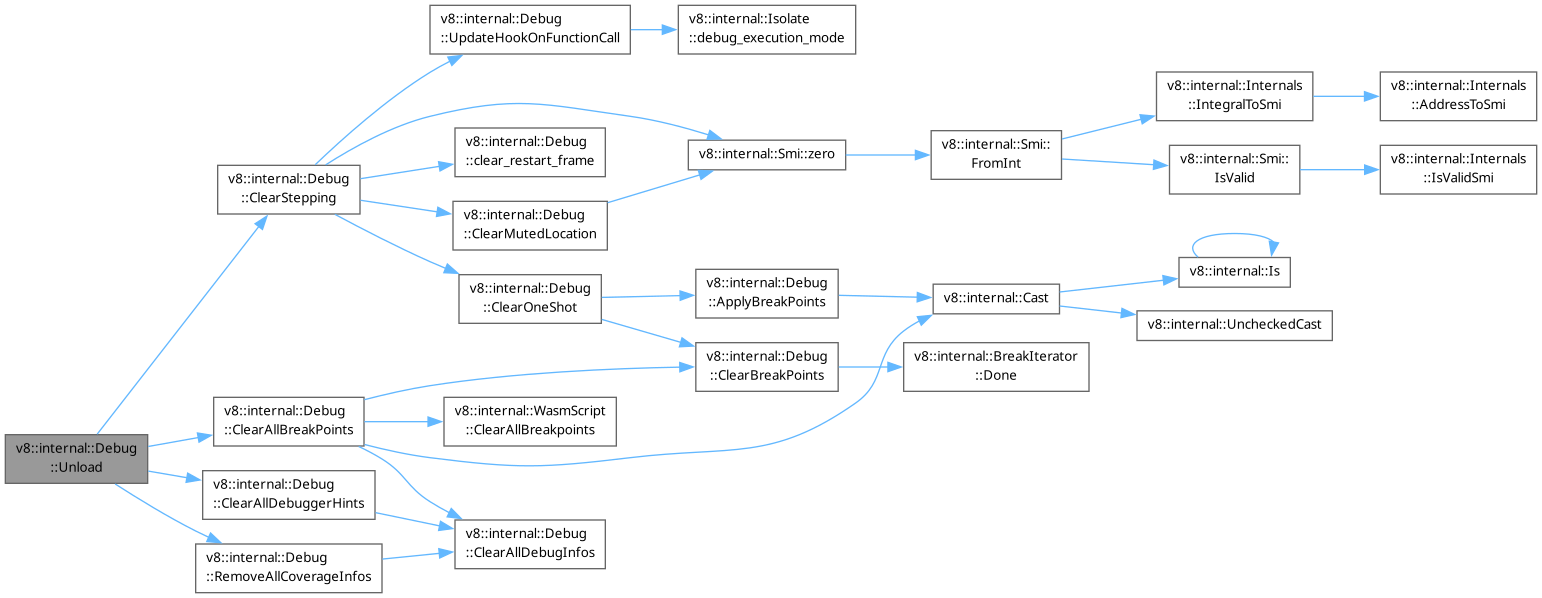 v8::internal::Debug
::UpdateHookOnFunctionCall
v8::internal::Isolate
::debug_execution_mode
v8::internal::Internals
::IntegralToSmi
v8::internal::Internals
::AddressToSmi
v8::internal::Debug
::clear_restart_frame
v8::internal::Smi::zero
v8::internal::Smi::
FromInt
v8::internal::Smi::
IsValid
v8::internal::Internals
::IsValidSmi
v8::internal::Debug
::ClearStepping
v8::internal::Debug
::ClearMutedLocation
v8::internal::Is
v8::internal::Debug
::ClearOneShot
v8::internal::Debug
::ApplyBreakPoints
v8::internal::Cast
v8::internal::UncheckedCast
v8::internal::Debug
::ClearBreakPoints
v8::internal::BreakIterator
::Done
v8::internal::Debug
::ClearAllBreakPoints
v8::internal::WasmScript
::ClearAllBreakpoints
v8::internal::Debug
::Unload
v8::internal::Debug
::ClearAllDebuggerHints
v8::internal::Debug
::ClearAllDebugInfos
v8::internal::Debug
::RemoveAllCoverageInfos